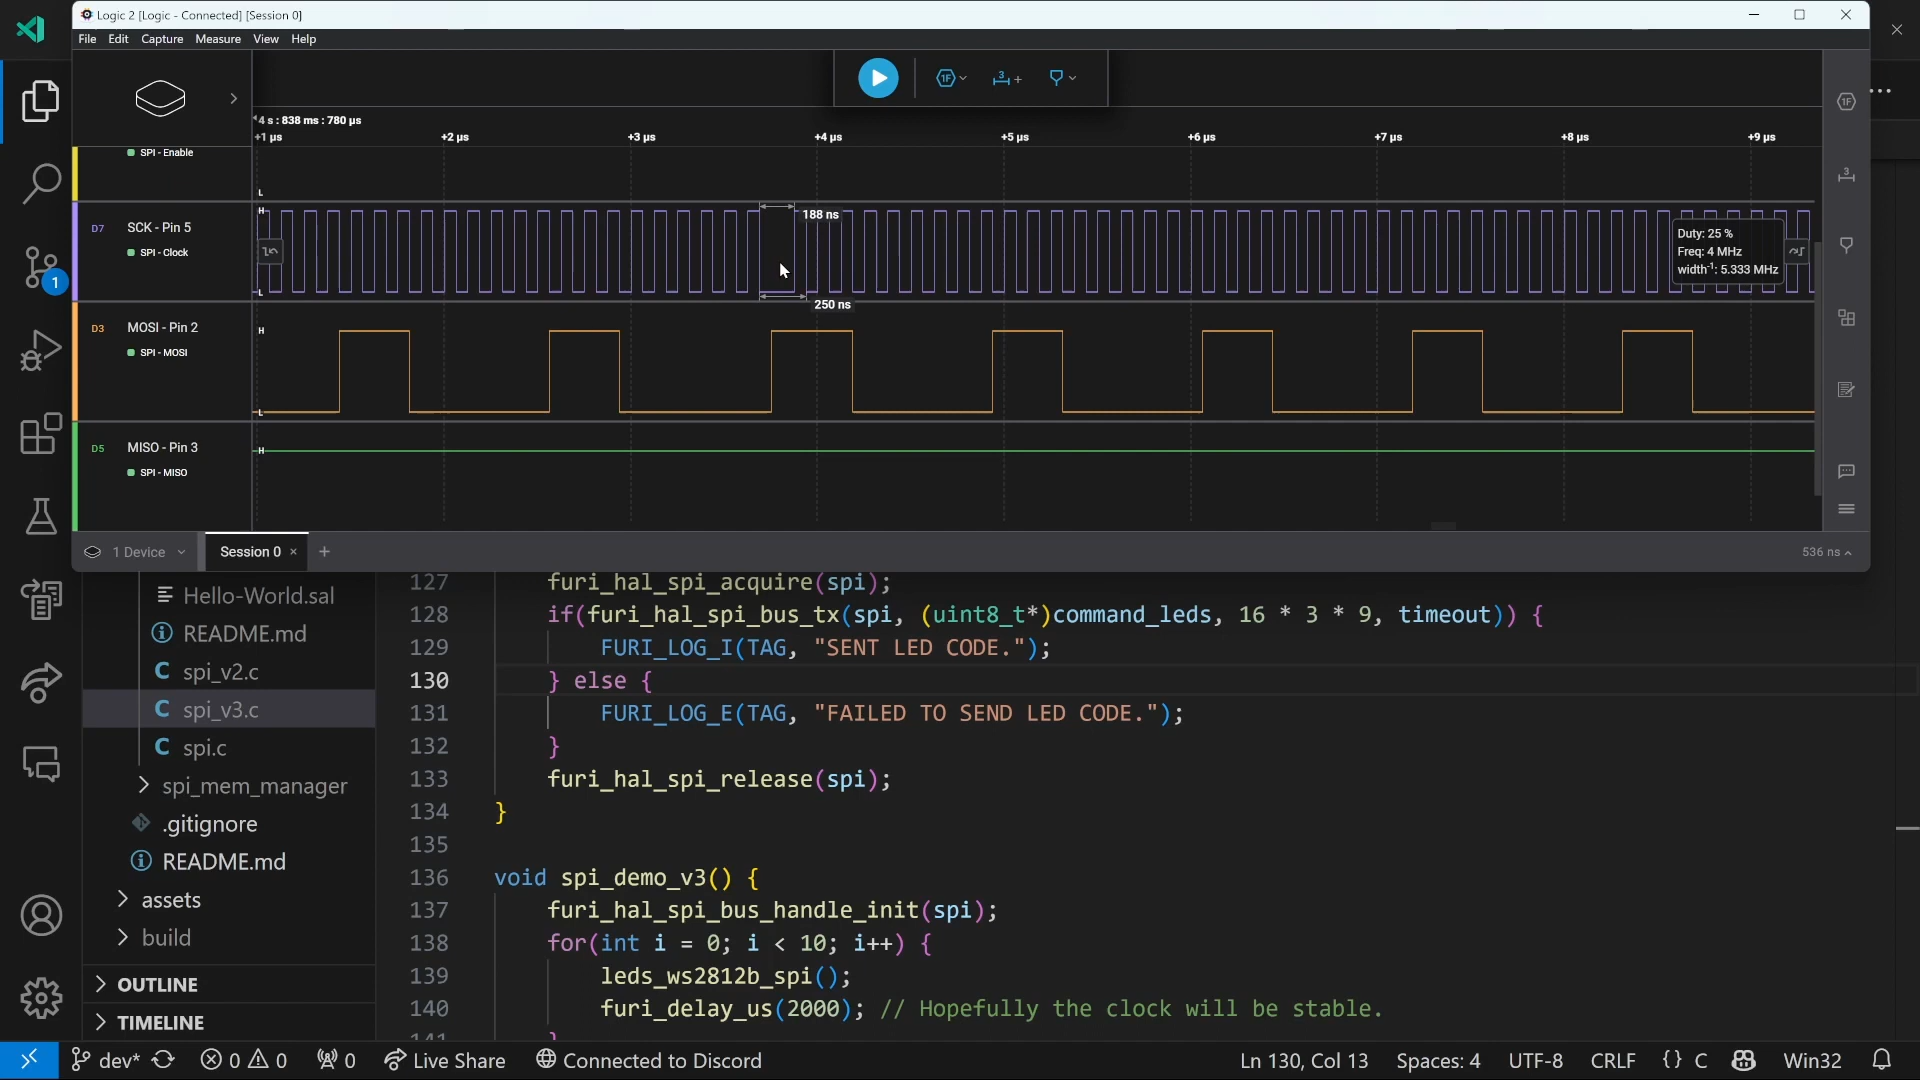 Logic 2 [Logic - Connected] [Session 0]
File Edit Capture Measure View Help
4 s : 838 ms : 780 µs
+1 µs +2 µs +3 µs +4 µs +5 µs +6 µs +7 µs +8 µs +9 µs
SPI - Enable
L
D7 SCK - Pin 5
SPI - Clock
H
L
188 ns
250 ns
Duty: 25 %
Freq: 4 MHz
width-1: 5.333 MHz
D3 MOSI - Pin 2
SPI - MOSI
H
L
D5 MISO - Pin 3
SPI - MISO
H
1F
3 +
1F
3
1 Device
Session 0 × +
536 ns
1
Hello-World.sal
README.md
C spi_v2.c
C spi_v3.c
C spi.c
spi_mem_manager
.gitignore
README.md
assets
build
OUTLINE
TIMELINE
127 furi_hal_spi_acquire(spi);
128 if(furi_hal_spi_bus_tx(spi, (uint8_t*)command_leds, 16 * 3 * 9, timeout)) {
129 FURI_LOG_I(TAG, "SENT LED CODE.");
130 } else {
131 FURI_LOG_E(TAG, "FAILED TO SEND LED CODE.");
132 }
133 furi_hal_spi_release(spi);
134 }
135
136 void spi_demo_v3() {
137 furi_hal_spi_bus_handle_init(spi);
138 for(int i = 0; i < 10; i++) {
139 leds_ws2812b_spi();
140 furi_delay_us(2000); // Hopefully the clock will be stable.
141 }
dev* 0 0 0 Live Share Connected to Discord Ln 130, Col 13 Spaces: 4 UTF-8 CRLF {} C Win32